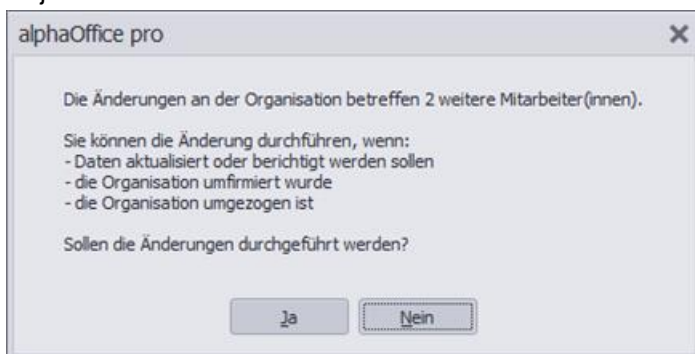 alphaOffice pro
Die Änderungen an der Organisation betreffen 2 weitere Mitarbeiter(innen).
Sie können die Änderung durchführen, wenn:
- Daten aktualisiert oder berichtigt werden sollen
- die Organisation umfirmiert wurde
- die Organisation umgezogen ist
Sollen die Änderungen durchgeführt werden?
Ja
Nein